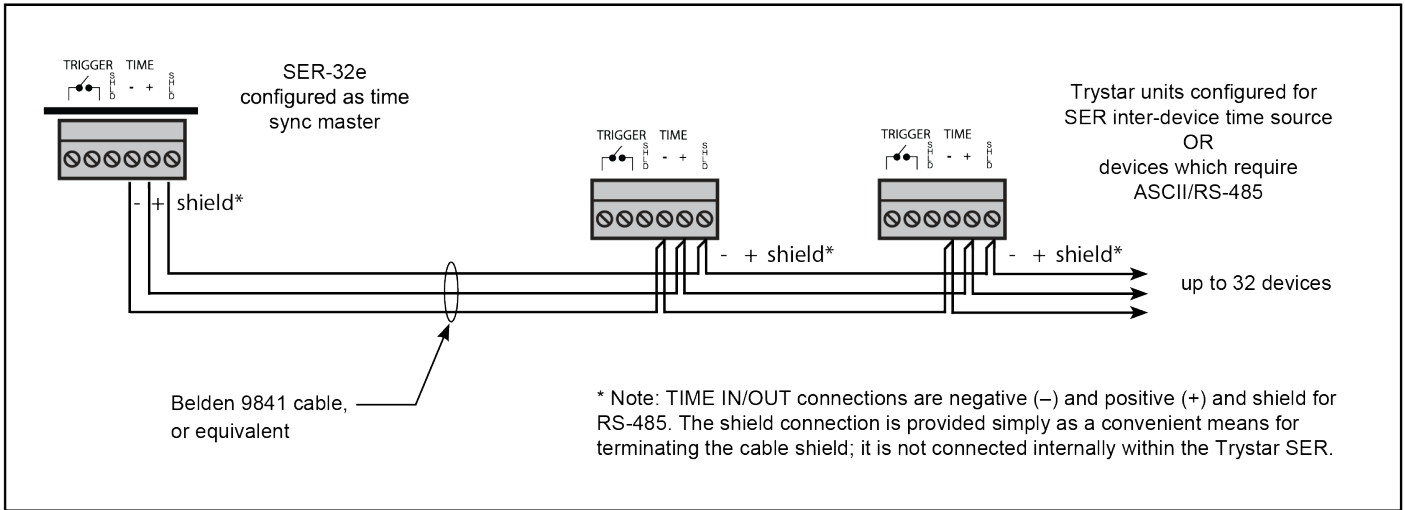 TRIGGER TIME
SHLD - + SHLD
SER-32e
configured as time
sync master
- + shield*
TRIGGER TIME
SHLD - + SHLD
- + shield*
TRIGGER TIME
SHLD - + SHLD
- + shield*
Trystar units configured for
SER inter-device time source
OR
devices which require
ASCII/RS-485
up to 32 devices
Belden 9841 cable,
or equivalent
* Note: TIME IN/OUT connections are negative (–) and positive (+) and shield for
RS-485. The shield connection is provided simply as a convenient means for
terminating the cable shield; it is not connected internally within the Trystar SER.